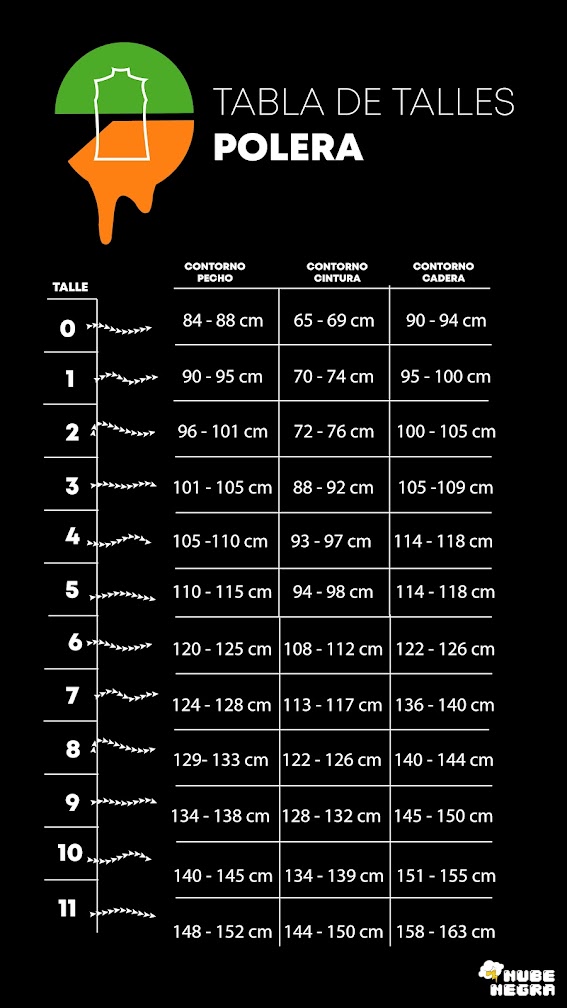 TABLA DE TALLES
POLERA
TALLE
CONTORNO PECHO
CONTORNO CINTURA
CONTORNO CADERA
0 84 - 88 cm 65 - 69 cm 90 - 94 cm
1 90 - 95 cm 70 - 74 cm 95 - 100 cm
2 96 - 101 cm 72 - 76 cm 100 - 105 cm
3 101 - 105 cm 88 - 92 cm 105 -109 cm
4 105 -110 cm 93 - 97 cm 114 - 118 cm
5 110 - 115 cm 94 - 98 cm 114 - 118 cm
6 120 - 125 cm 108 - 112 cm 122 - 126 cm
7 124 - 128 cm 113 - 117 cm 136 - 140 cm
8 129- 133 cm 122 - 126 cm 140 - 144 cm
9 134 - 138 cm 128 - 132 cm 145 - 150 cm
10 140 - 145 cm 134 - 139 cm 151 - 155 cm
11 148 - 152 cm 144 - 150 cm 158 - 163 cm
NUBE
NEGRA